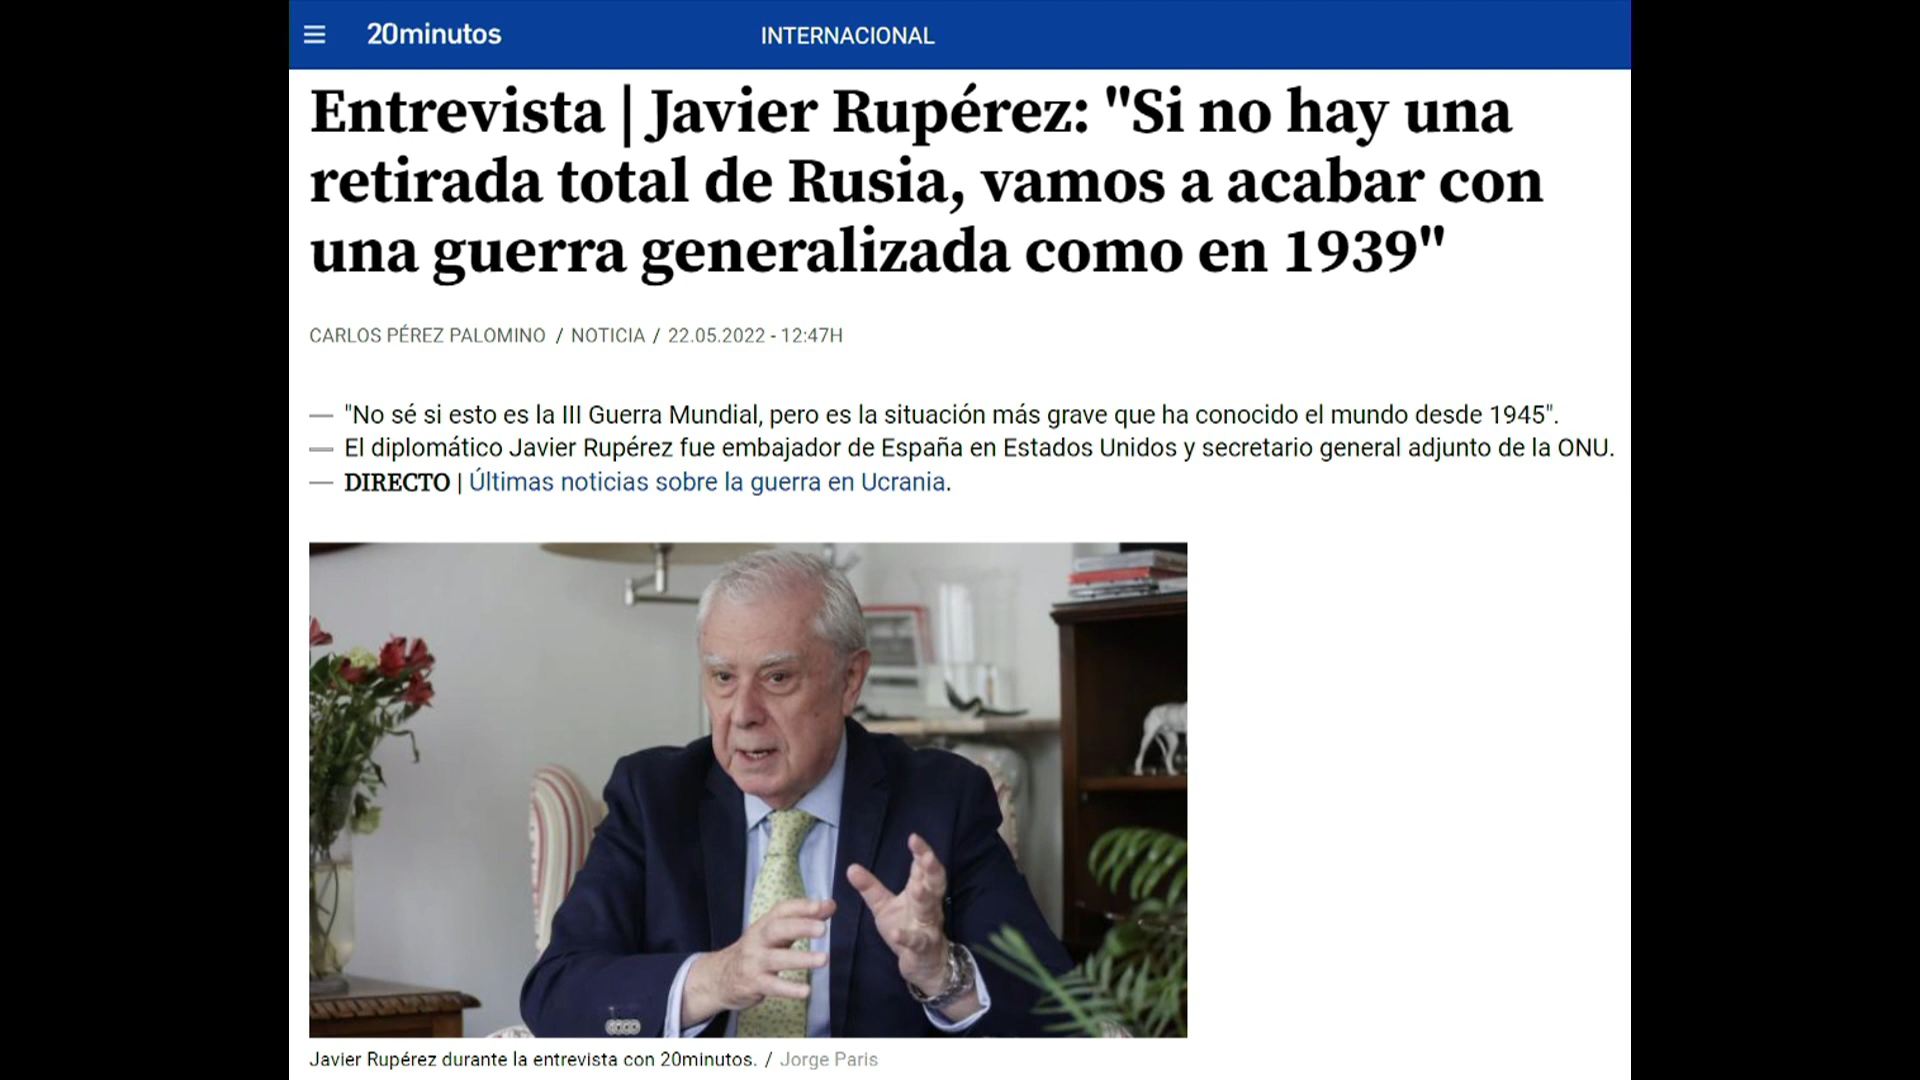 20minutos
INTERNACIONAL
Entrevista | Javier Rupérez: "Si no hay una
retirada total de Rusia, vamos a acabar con
una guerra generalizada como en 1939"
CARLOS PÉREZ PALOMINO / NOTICIA / 22.05.2022 - 12:47H
— "No sé si esto es la III Guerra Mundial, pero es la situación más grave que ha conocido el mundo desde 1945".
— El diplomático Javier Rupérez fue embajador de España en Estados Unidos y secretario general adjunto de la ONU.
— DIRECTO | Últimas noticias sobre la guerra en Ucrania.
Javier Rupérez durante la entrevista con 20minutos. / Jorge Paris